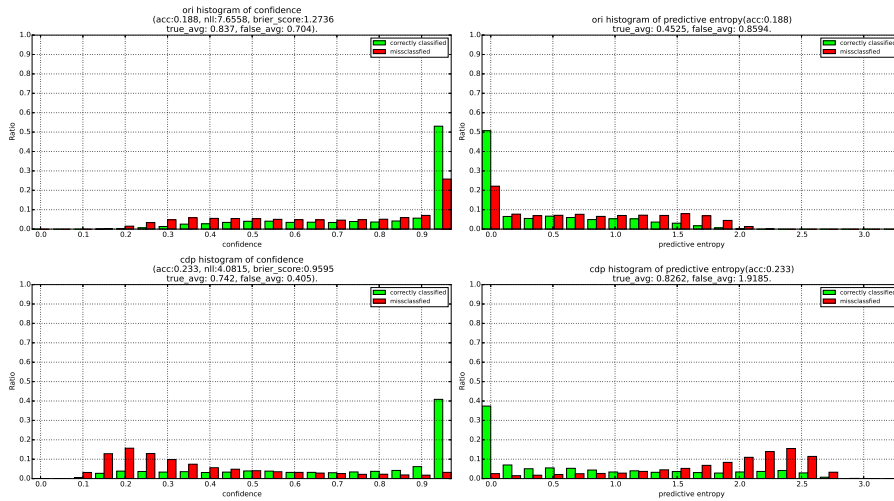 ori histogram of confidence
(acc:0.188, nll:7.6558, brier_score:1.2736
true_avg: 0.837, false_avg: 0.704).
1.0
0.9
0.8
0.7
0.6
0.5
0.4
0.3
0.2
0.1
0.0
Ratio
correctly classified
missclassfied
0.0 0.1 0.2 0.3 0.4 0.5 0.6 0.7 0.8 0.9
confidence
ori histogram of predictive entropy(acc:0.188)
true_avg: 0.4525, false_avg: 0.8594.
1.0
0.9
0.8
0.7
0.6
0.5
0.4
0.3
0.2
0.1
0.0
Ratio
correctly classified
missclassfied
0.0 0.5 1.0 1.5 2.0 2.5 3.0
predictive entropy
cdp histogram of confidence
(acc:0.233, nll:4.0815, brier_score:0.9595
true_avg: 0.742, false_avg: 0.405).
1.0
0.9
0.8
0.7
0.6
0.5
0.4
0.3
0.2
0.1
0.0
Ratio
correctly classified
missclassfied
0.0 0.1 0.2 0.3 0.4 0.5 0.6 0.7 0.8 0.9
confidence
cdp histogram of predictive entropy(acc:0.233)
true_avg: 0.8262, false_avg: 1.9185.
1.0
0.9
0.8
0.7
0.6
0.5
0.4
0.3
0.2
0.1
0.0
Ratio
correctly classified
missclassfied
0.0 0.5 1.0 1.5 2.0 2.5 3.0
predictive entropy